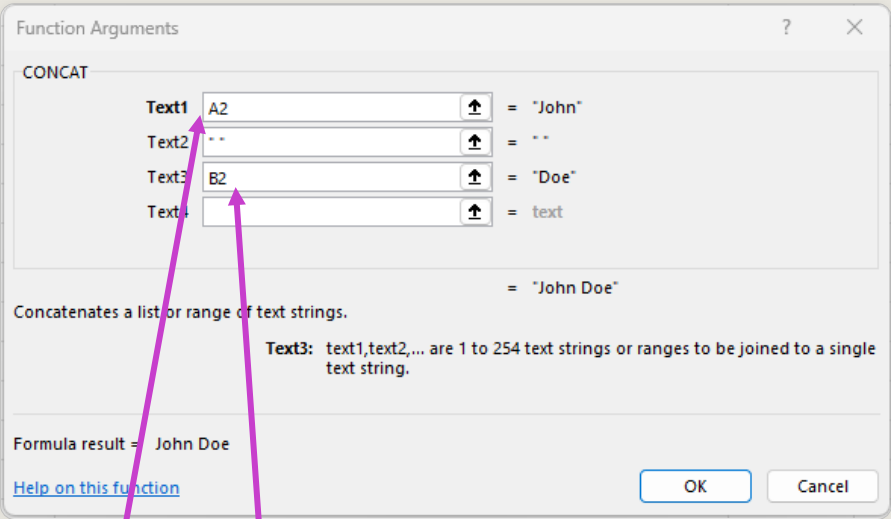 Function Arguments ? ×
CONCAT
Text1 A2 = "John"
Text2 " " = " "
Text3 B2 = "Doe"
Text4 = text
= "John Doe"
Concatenates a list or range of text strings.
Text3: text1,text2,... are 1 to 254 text strings or ranges to be joined to a single
text string.
Formula result = John Doe
Help on this function OK Cancel